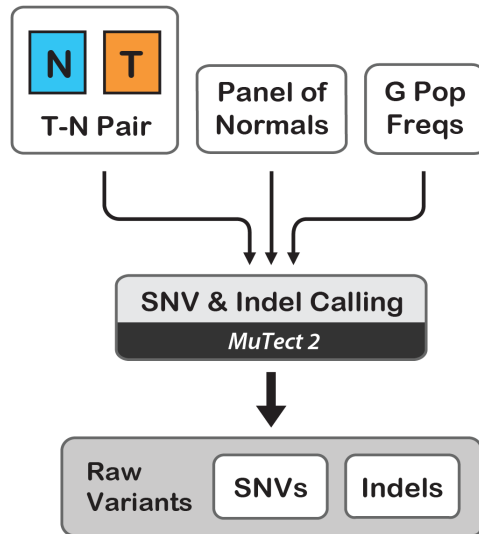 N T
T-N Pair
Panel of
Normals
G Pop
Freqs
SNV & Indel Calling
MuTect 2
Raw
Variants
SNVs
Indels